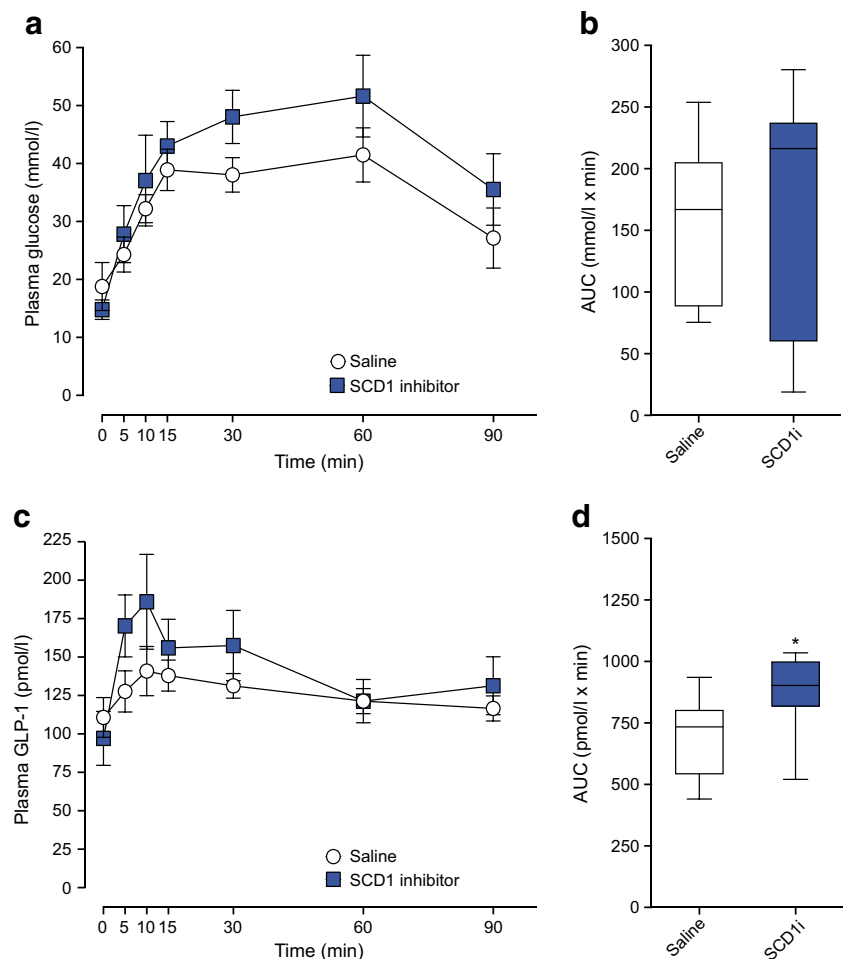 a
Plasma glucose (mmol/l)
60
50
40
30
20
10
0
Saline
SCD1 inhibitor
0 5 10 15 30 60 90
Time (min)
b
AUC (mmol/l x min)
300
250
200
150
100
50
0
Saline
SCD1i
c
Plasma GLP-1 (pmol/l)
225
200
175
150
125
100
75
50
25
0
Saline
SCD1 inhibitor
0 5 10 15 30 60 90
Time (min)
d
AUC (pmol/l x min)
1500
1250
1000
750
500
250
0
*
Saline
SCD1i